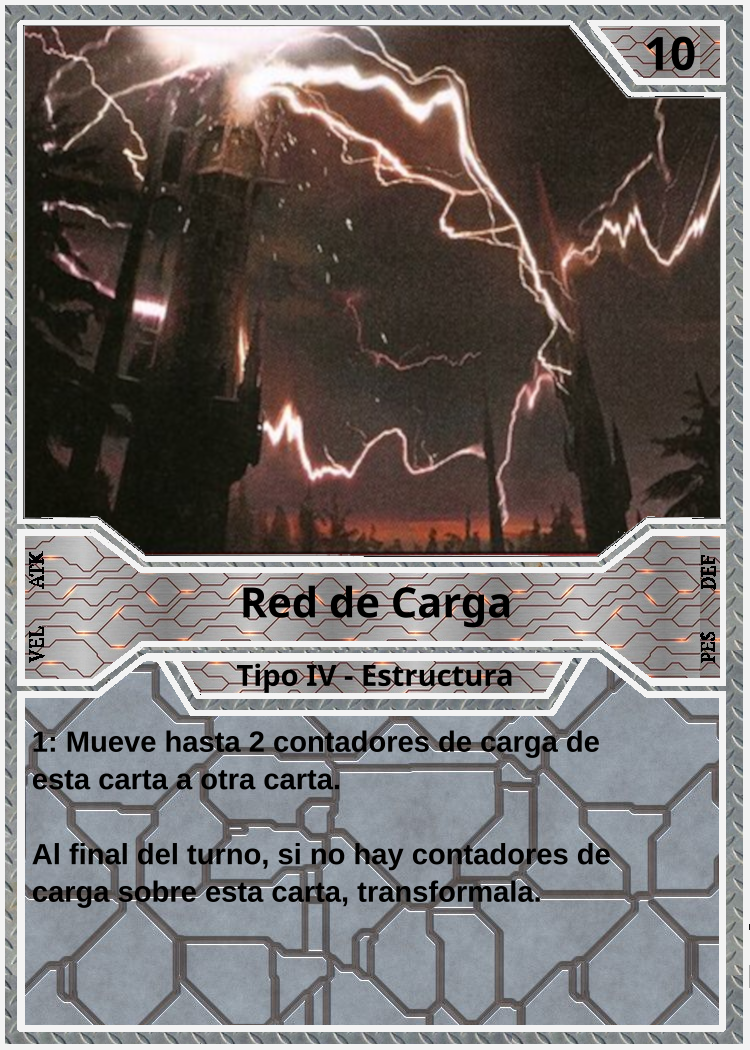 10
ATK
DEF
Red de Carga
VEL
PES
Tipo IV - Estructura
1: Mueve hasta 2 contadores de carga de
esta carta a otra carta.
Al final del turno, si no hay contadores de
carga sobre esta carta, transformala.